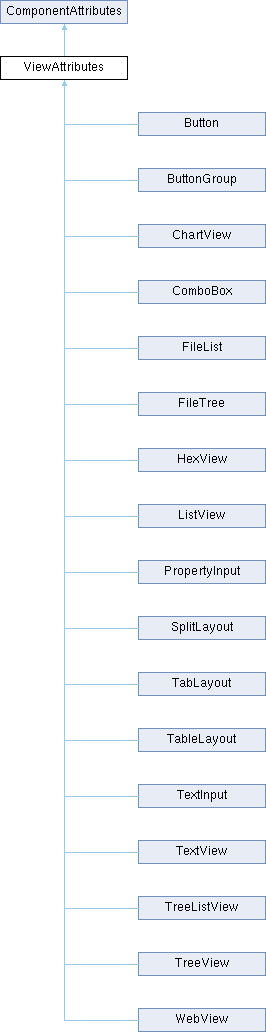 ComponentAttributes
ViewAttributes
Button
ButtonGroup
ChartView
ComboBox
FileList
FileTree
HexView
ListView
PropertyInput
SplitLayout
TabLayout
TableLayout
TextInput
TextView
TreeListView
TreeView
WebView